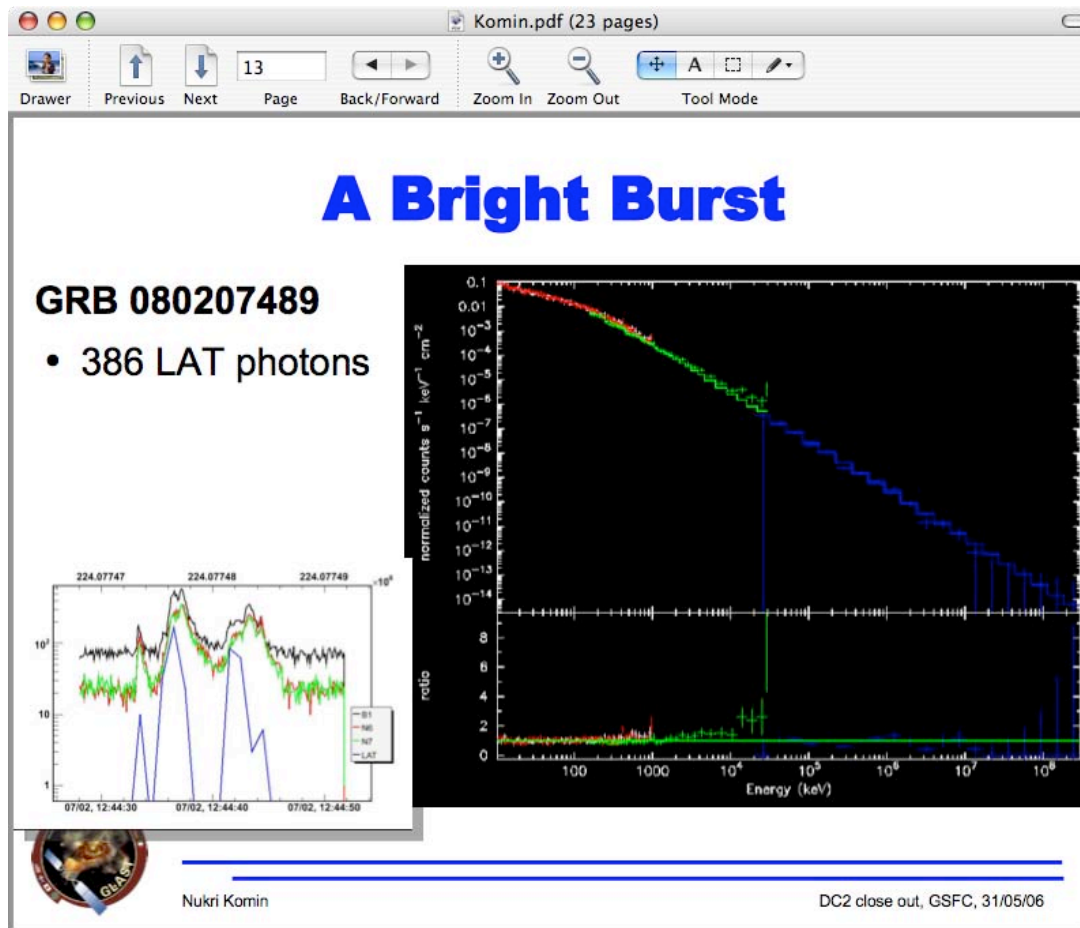 Komin.pdf (23 pages)
13
A
Drawer Previous Next Page Back/Forward Zoom In Zoom Out Tool Mode
A Bright Burst
GRB 080207489
• 386 LAT photons
0.1
0.01
10⁻³
10⁻⁴
10⁻⁵
10⁻⁶
10⁻⁷
10⁻⁸
10⁻⁹
10⁻¹⁰
10⁻¹¹
10⁻¹²
10⁻¹³
10⁻¹⁴
normalized counts s⁻¹ keV⁻¹ cm⁻²
8
6
4
2
0
ratio
100 1000 10⁴ 10⁵ 10⁶ 10⁷ 10⁸
Energy (keV)
224.07747 224.07748 224.07749 ×10⁶
10²
10
1
B1
N6
N7
LAT
07/02, 12:44:30 07/02, 12:44:40 07/02, 12:44:50
GLAST
Nukri Komin DC2 close out, GSFC, 31/05/06